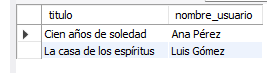 titulo nombre_usuario
Cien años de soledad Ana Pérez
La casa de los espíritus Luis Gómez